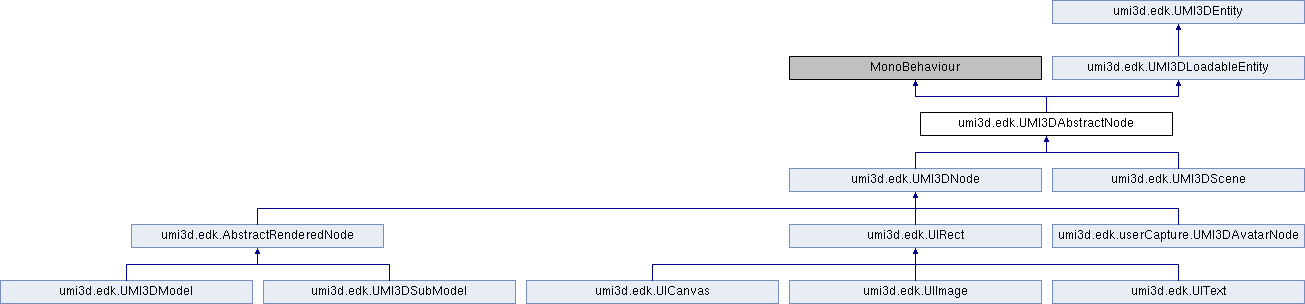 umi3d.edk.UMI3DEntity
MonoBehaviour
umi3d.edk.UMI3DLoadableEntity
umi3d.edk.UMI3DAbstractNode
umi3d.edk.UMI3DNode
umi3d.edk.UMI3DScene
umi3d.edk.AbstractRenderedNode
umi3d.edk.UIRect
umi3d.edk.userCapture.UMI3DAvatarNode
umi3d.edk.UMI3DModel
umi3d.edk.UMI3DSubModel
umi3d.edk.UICanvas
umi3d.edk.UIImage
umi3d.edk.UIText